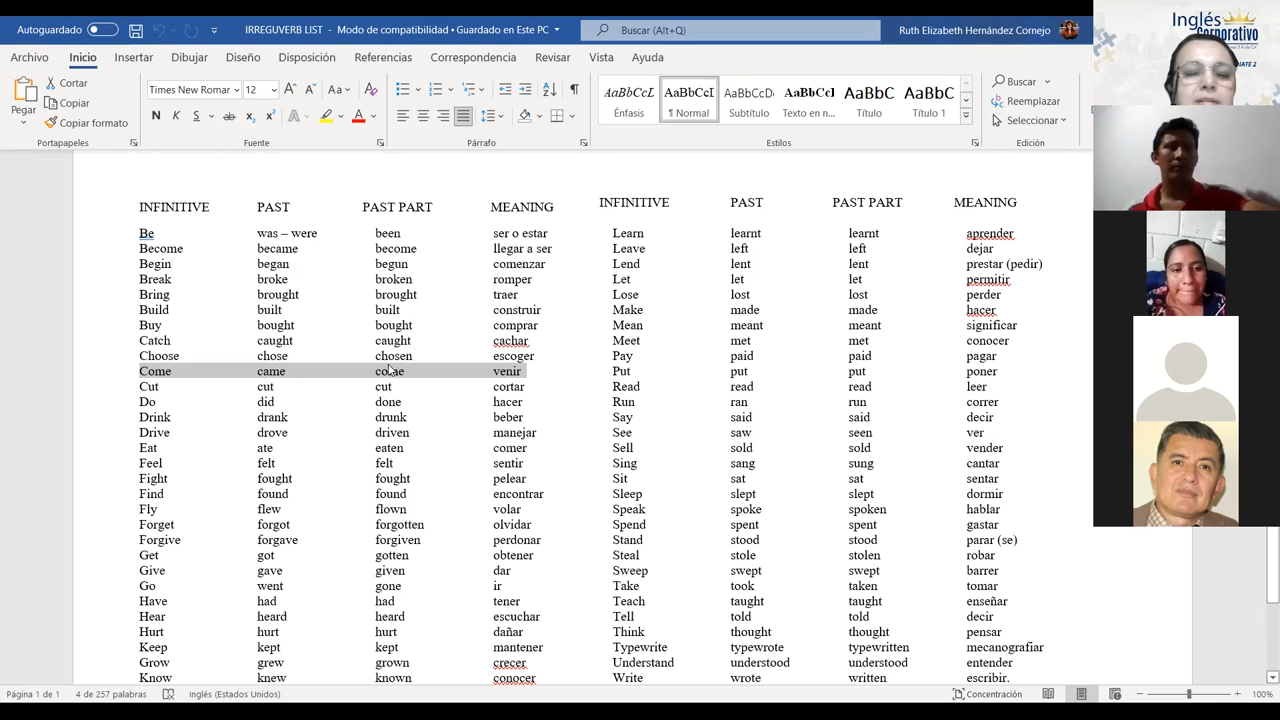 Autoguardado
IRREGUVERB LIST - Modo de compatibilidad • Guardado en Este PC
Buscar (Alt+Q)
Ruth Elizabeth Hernández Cornejo
Archivo Inicio Insertar Dibujar Diseño Disposición Referencias Correspondencia Revisar Vista Ayuda
Pegar
Cortar
Copiar
Copiar formato
Portapapeles
Times New Romar 12
Fuente
Párrafo
AaBbCcL Énfasis
AaBbCcI ¶ Normal
AaBbCcD Subtítulo
AaBbCcI Texto en n...
AaBbC Título
AaBbC Título 1
Estilos
Buscar
Reemplazar
Seleccionar
Edición
Inglés
Corporativo
INFINITIVE PAST PAST PART MEANING INFINITIVE PAST PAST PART MEANING
Be was – were been ser o estar Learn learnt learnt aprender
Become became become llegar a ser Leave left left dejar
Begin began begun comenzar Lend lent lent prestar (pedir)
Break broke broken romper Let let let permitir
Bring brought brought traer Lose lost lost perder
Build built built construir Make made made hacer
Buy bought bought comprar Mean meant meant significar
Catch caught caught cachar Meet met met conocer
Choose chose chosen escoger Pay paid paid pagar
Come came come venir Put put put poner
Cut cut cut cortar Read read read leer
Do did done hacer Run ran run correr
Drink drank drunk beber Say said said decir
Drive drove driven manejar See saw seen ver
Eat ate eaten comer Sell sold sold vender
Feel felt felt sentir Sing sang sung cantar
Fight fought fought pelear Sit sat sat sentar
Find found found encontrar Sleep slept slept dormir
Fly flew flown volar Speak spoke spoken hablar
Forget forgot forgotten olvidar Spend spent spent gastar
Forgive forgave forgiven perdonar Stand stood stood parar (se)
Get got gotten obtener Steal stole stolen robar
Give gave given dar Sweep swept swept barrer
Go went gone ir Take took taken tomar
Have had had tener Teach taught taught enseñar
Hear heard heard escuchar Tell told told decir
Hurt hurt hurt dañar Think thought thought pensar
Keep kept kept mantener Typewrite typewrote typewritten mecanografiar
Grow grew grown crecer Understand understood understood entender
Know knew known conocer Write wrote written escribir.
Página 1 de 1 4 de 257 palabras Inglés (Estados Unidos) Concentración 100%